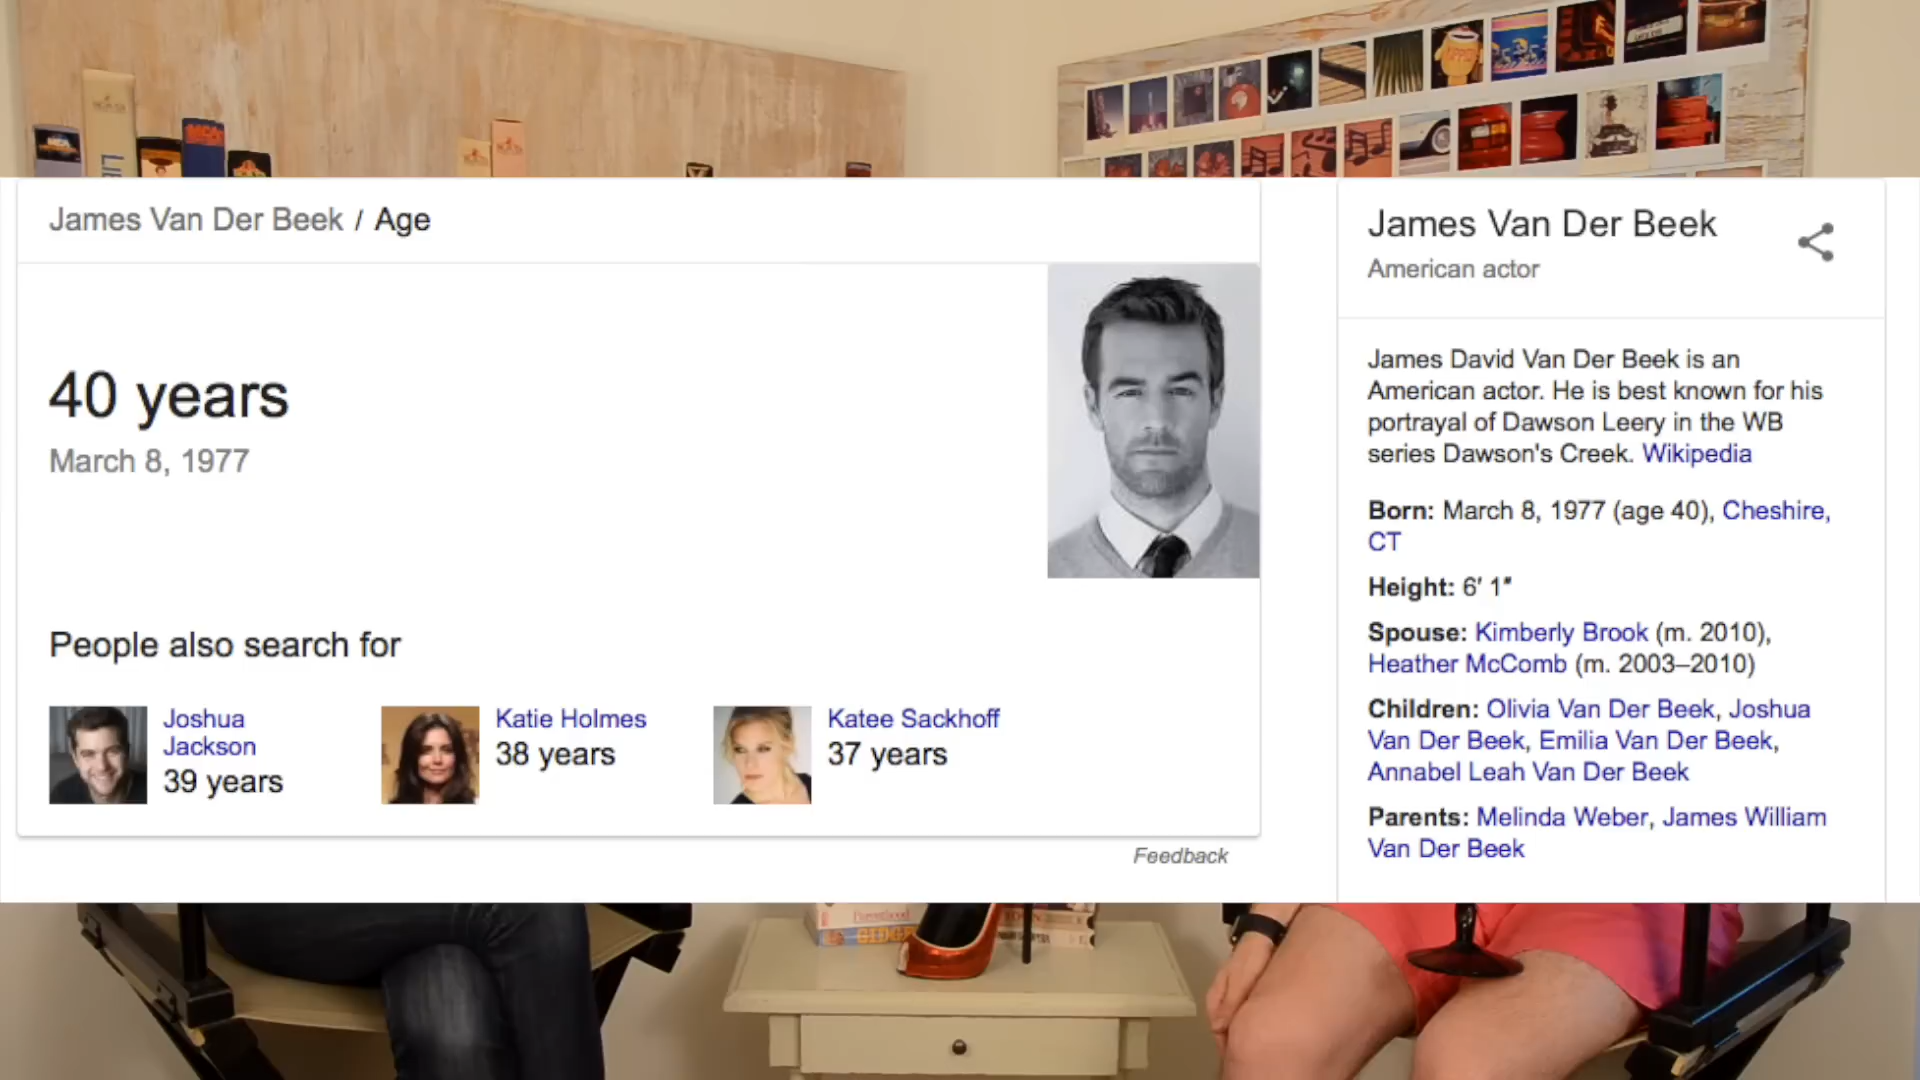 James Van Der Beek / Age
40 years
March 8, 1977
People also search for
Joshua
Jackson
39 years
Katie Holmes
38 years
Katee Sackhoff
37 years
Feedback
James Van Der Beek
American actor
James David Van Der Beek is an
American actor. He is best known for his
portrayal of Dawson Leery in the WB
series Dawson's Creek. Wikipedia
Born: March 8, 1977 (age 40), Cheshire,
CT
Height: 6' 1"
Spouse: Kimberly Brook (m. 2010),
Heather McComb (m. 2003–2010)
Children: Olivia Van Der Beek, Joshua
Van Der Beek, Emilia Van Der Beek,
Annabel Leah Van Der Beek
Parents: Melinda Weber, James William
Van Der Beek
Parenthood
GIDGET